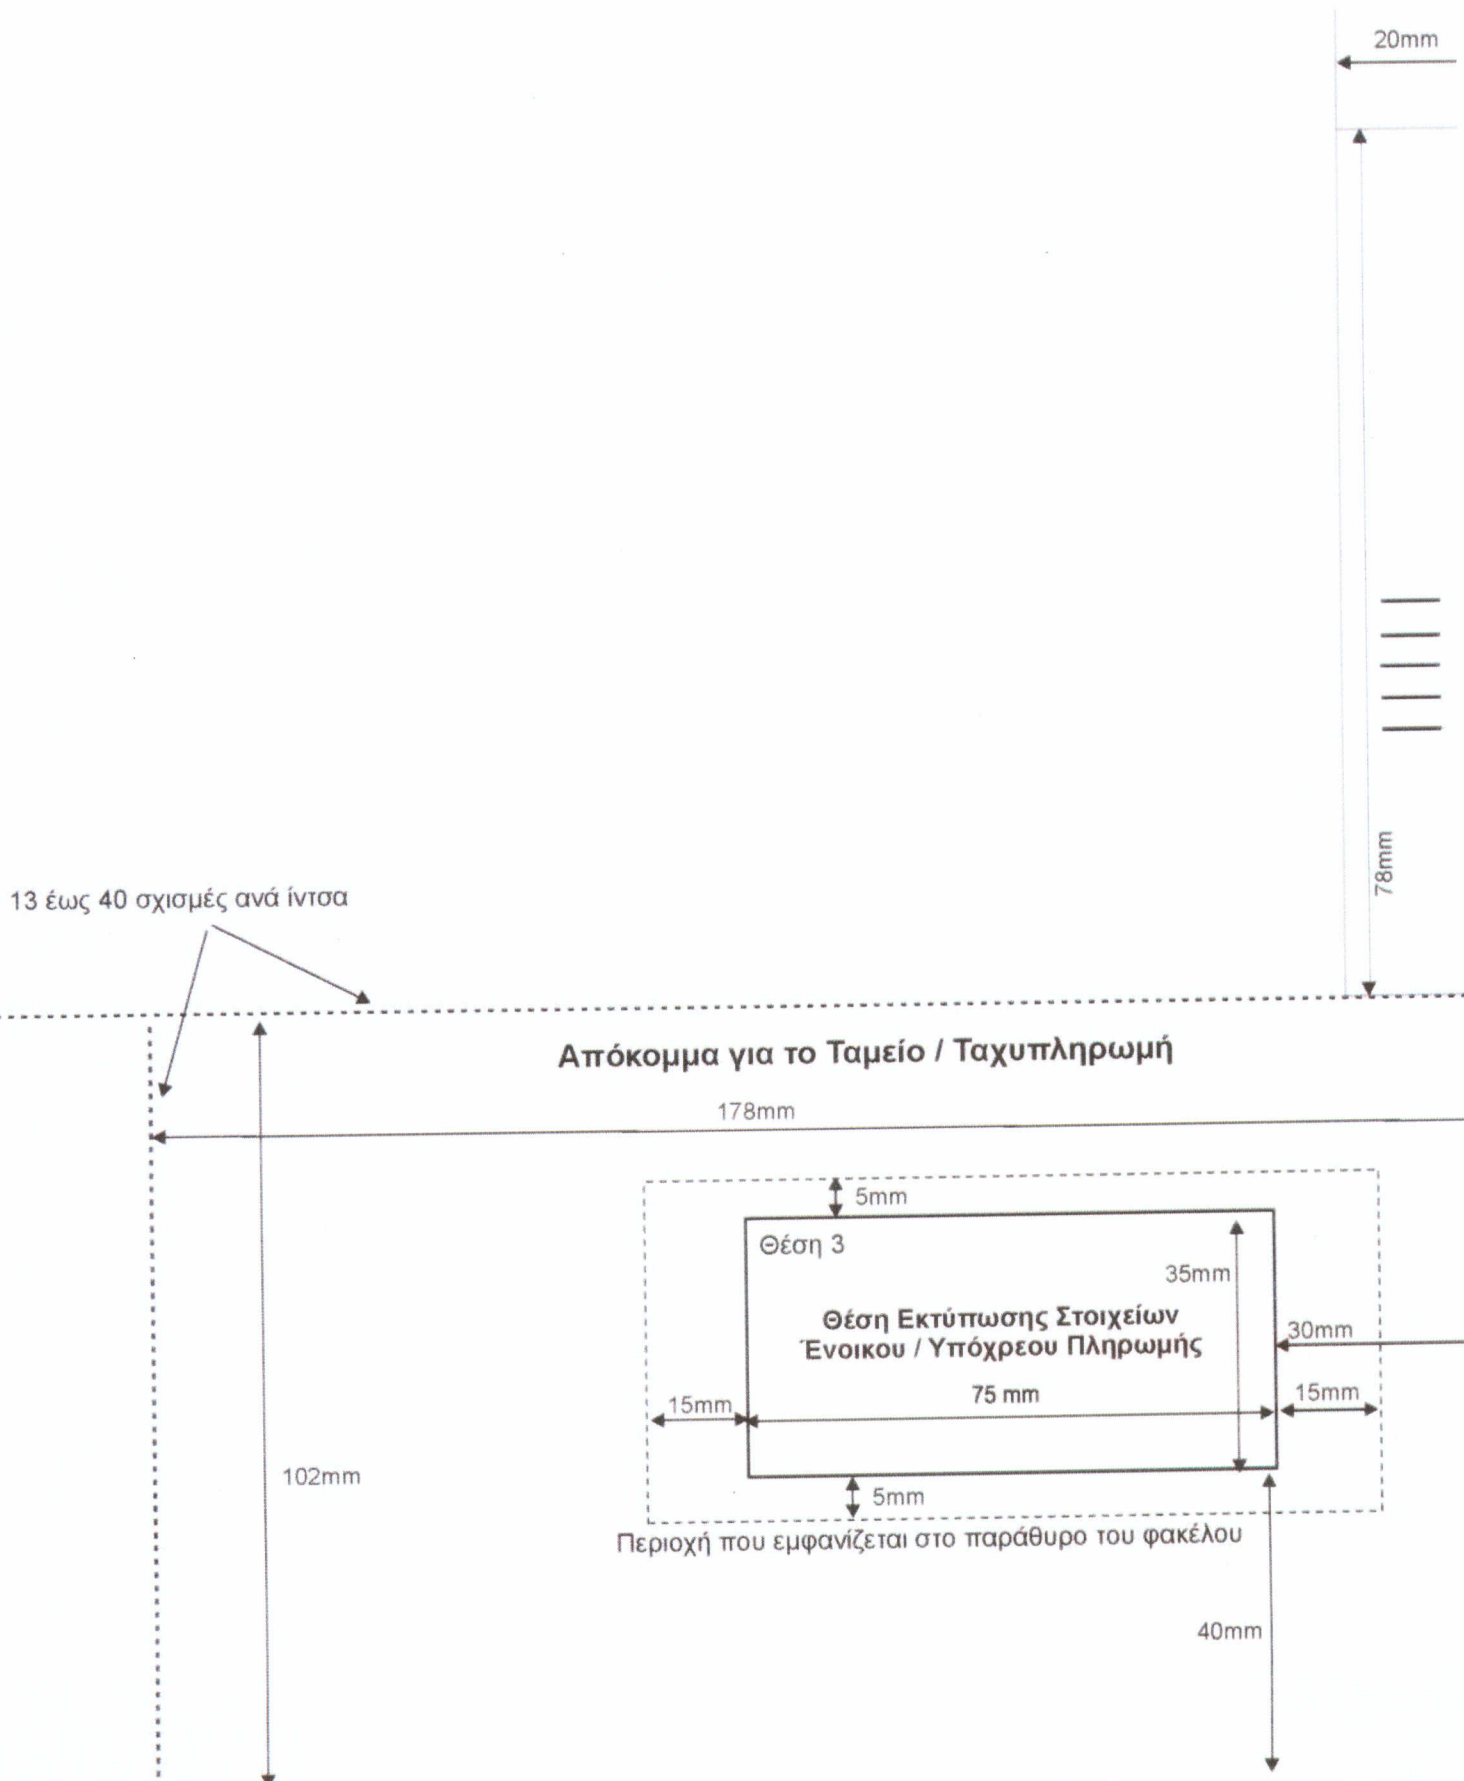 20mm
78mm
13 έως 40 σχισμές ανά ίντσα
Απόκομμα για το Ταμείο / Ταχυπληρωμή
178mm
5mm
Θέση 3
35mm
Θέση Εκτύπωσης Στοιχείων
Ένοικου / Υπόχρεου Πληρωμής
30mm
15mm
75 mm
15mm
102mm
5mm
Περιοχή που εμφανίζεται στο παράθυρο του φακέλου
40mm